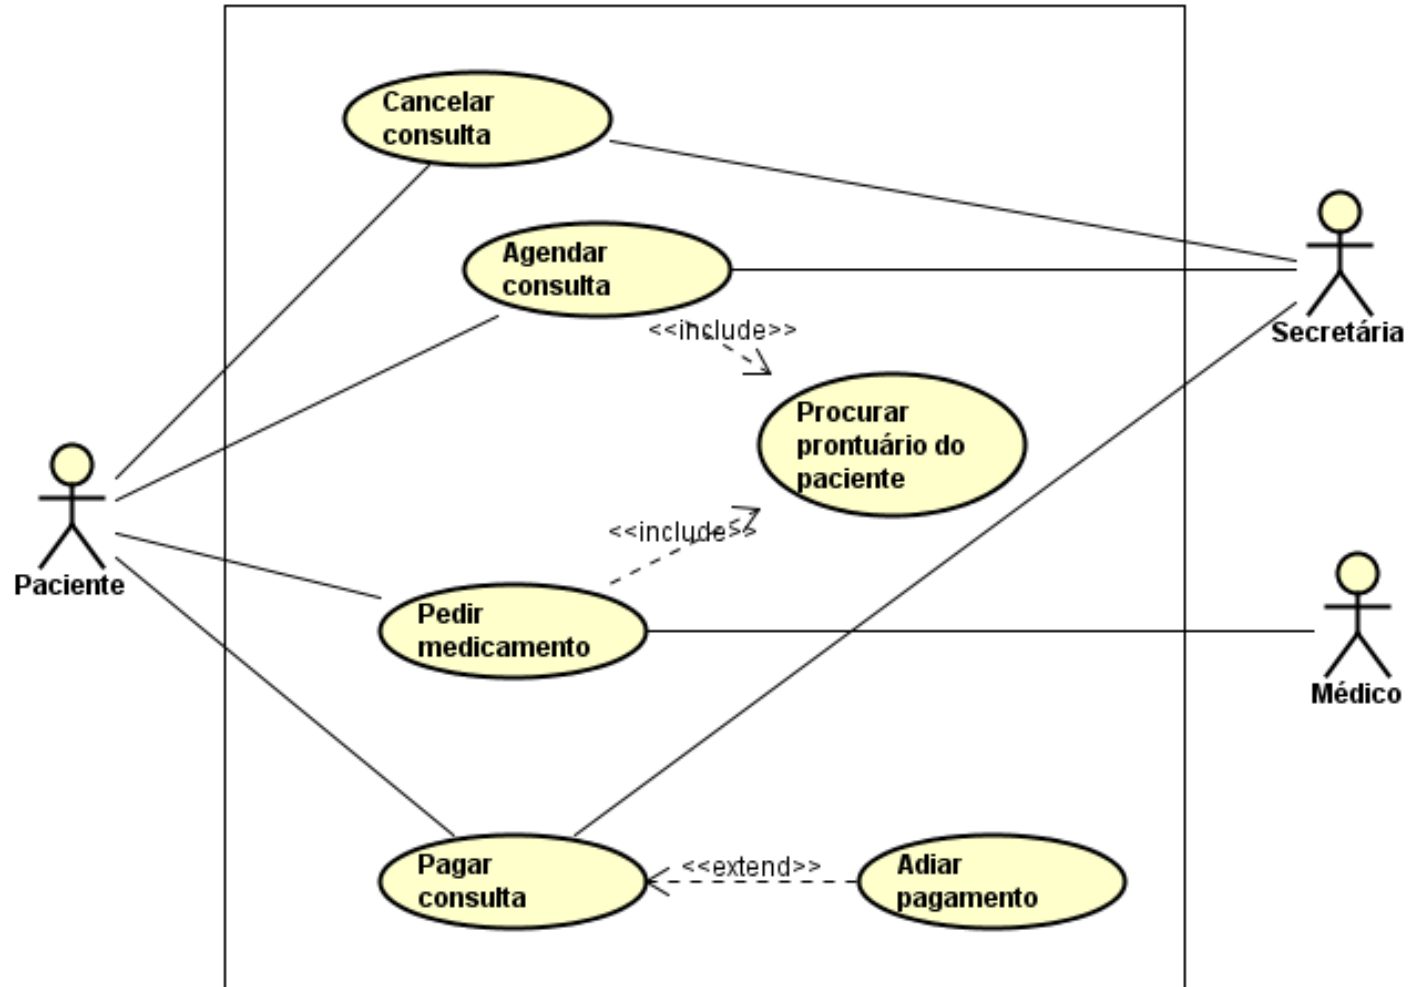 Cancelar
consulta
Agendar
consulta
<<include>>
Secretária
Procurar
prontuário do
paciente
<<include>>
Paciente
Pedir
medicamento
Médico
Pagar
consulta
<<extend>>
Adiar
pagamento